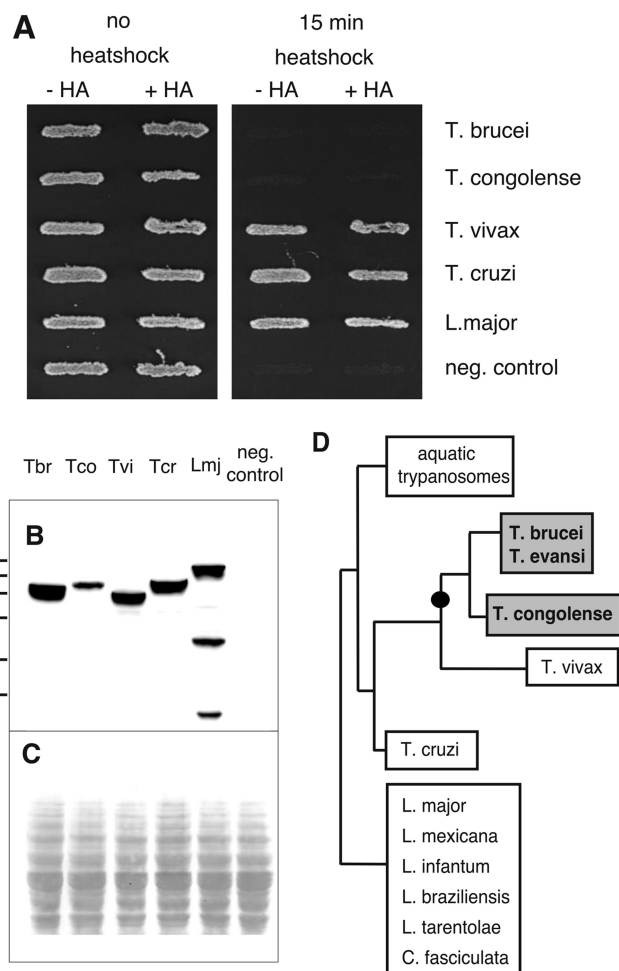 A
no
heatshock
15 min
heatshock
- HA
+ HA
- HA
+ HA
T. brucei
T. congolense
T. vivax
T. cruzi
L.major
neg. control
Tbr
Tco
Tvi
Tcr
Lmj
neg.
control
B
C
D
aquatic
trypanosomes
T. brucei
T. evansi
T. congolense
T. vivax
T. cruzi
L. major
L. mexicana
L. infantum
L. braziliensis
L. tarentolae
C. fasciculata